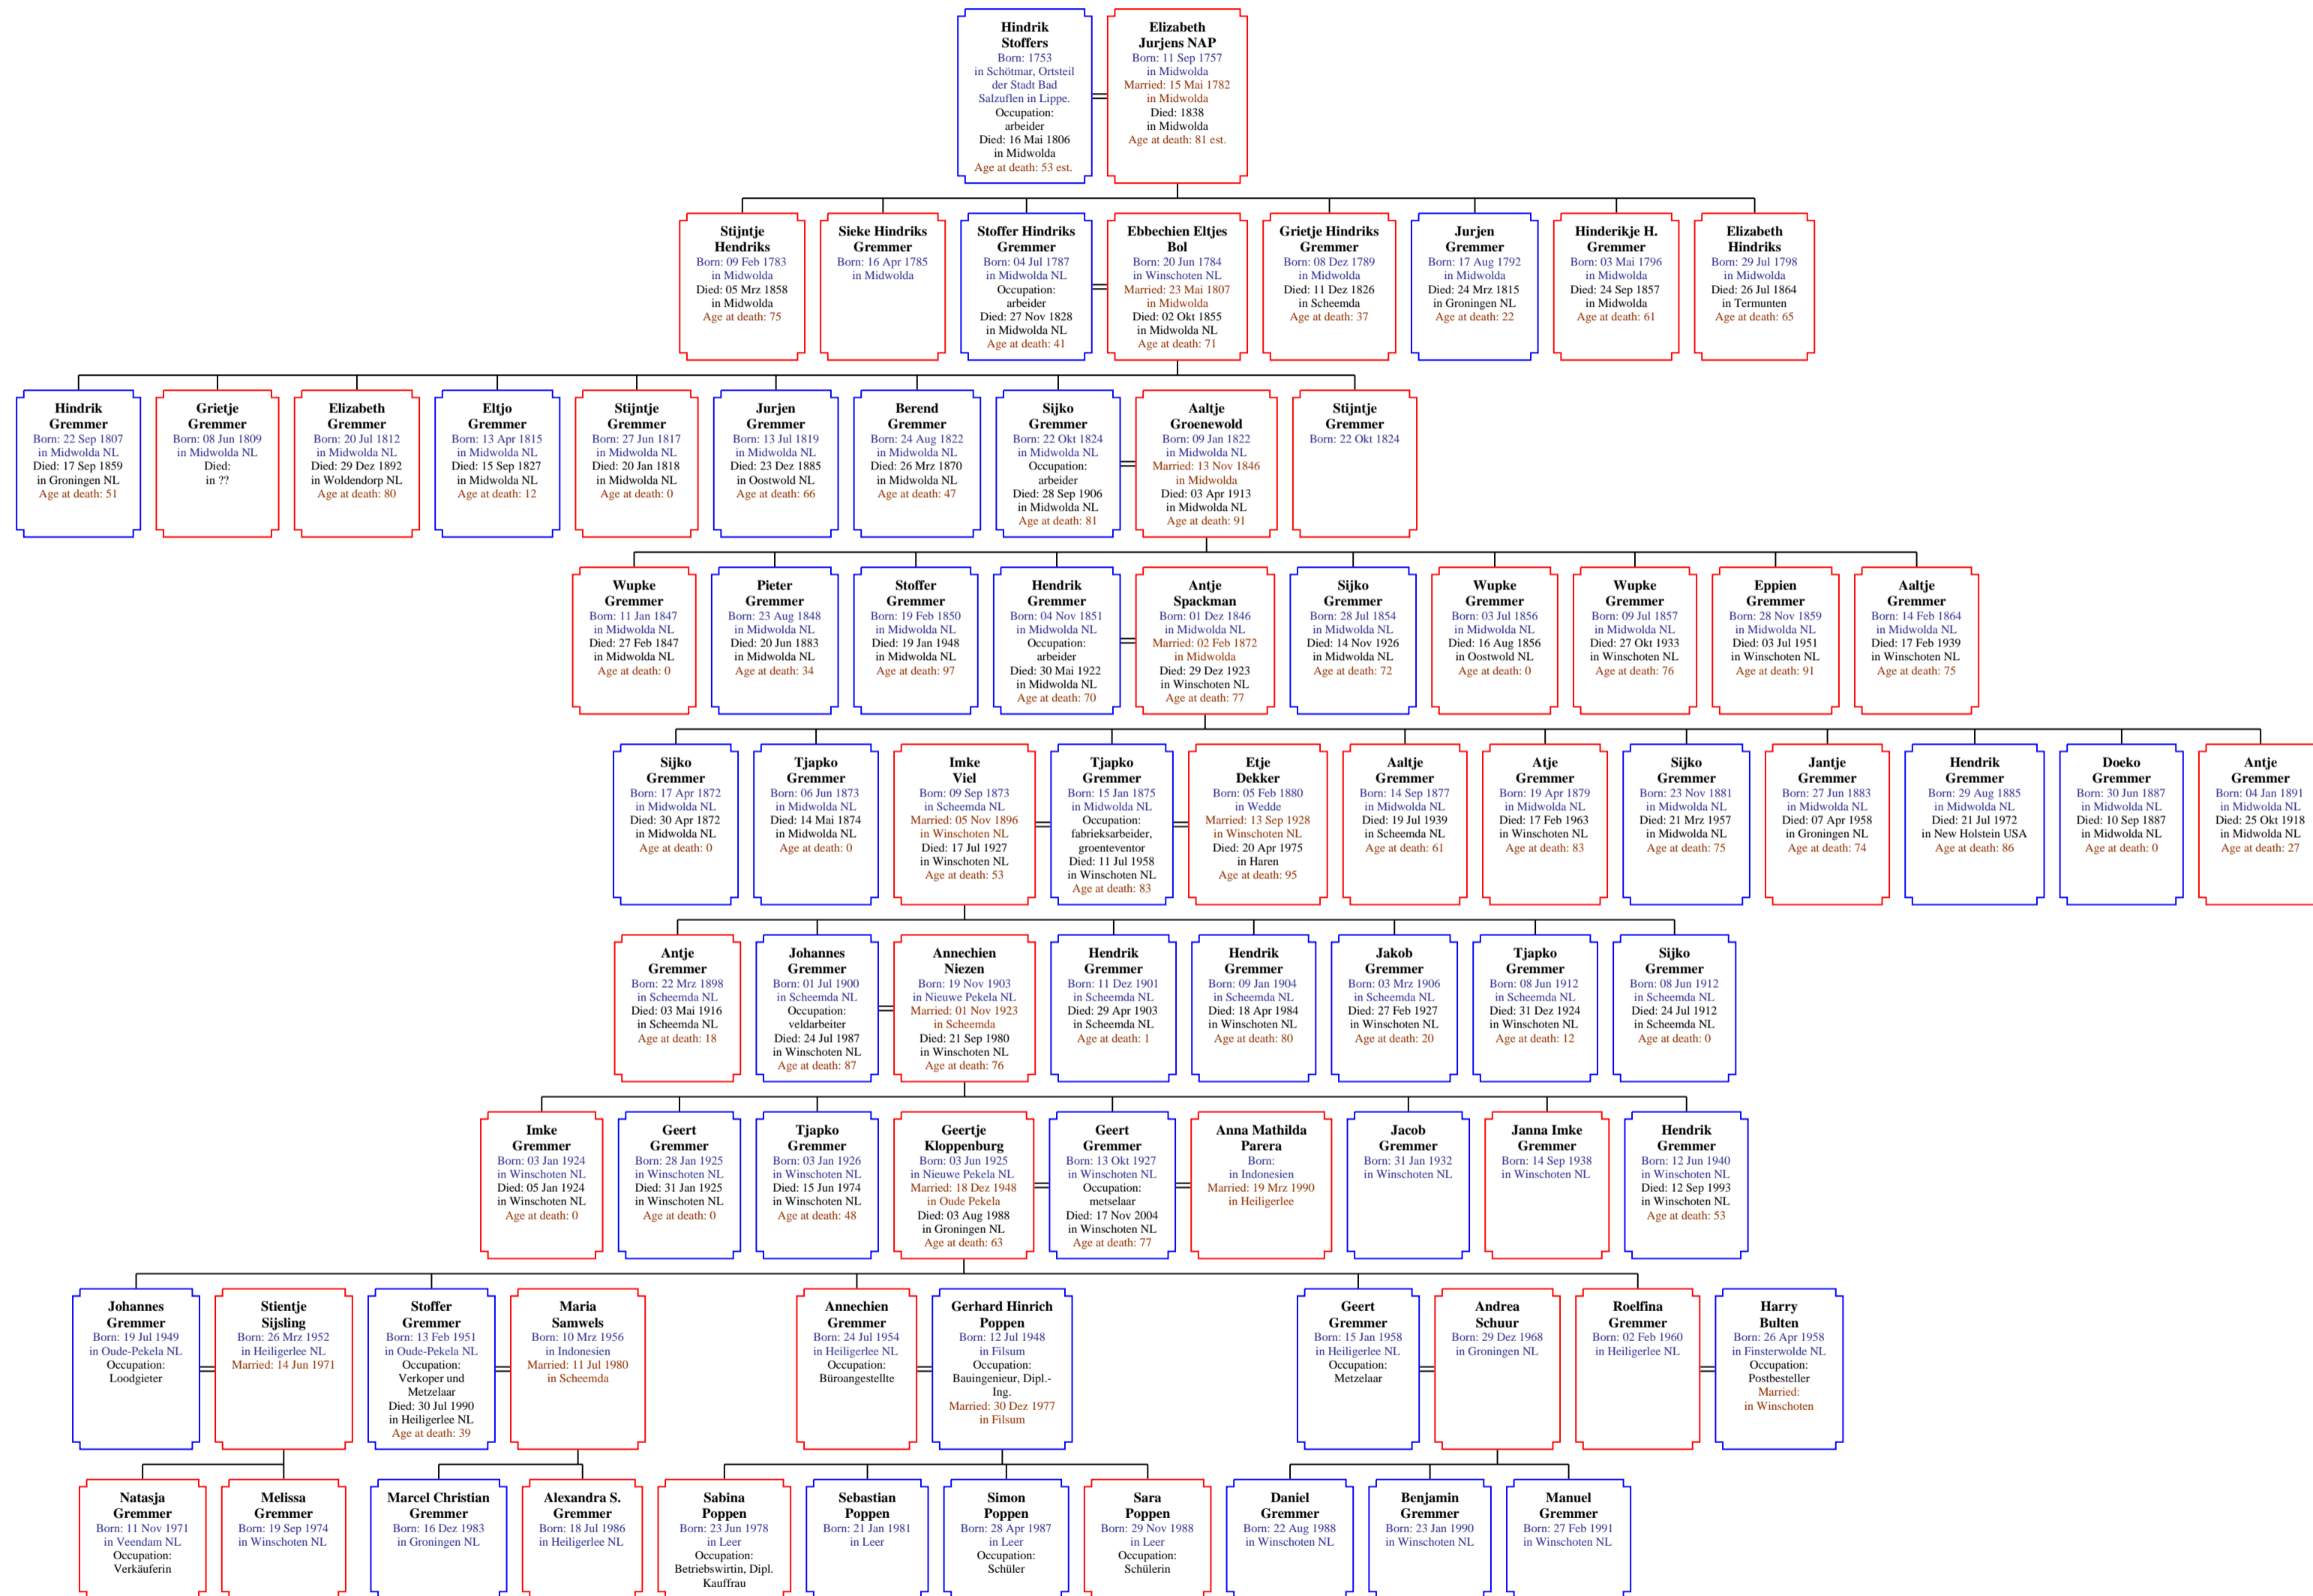 Hindrik
Stoffers
Born: 1753
in Schötmar, Ortsteil
der Stadt Bad
Salzuflen in Lippe.
Occupation:
arbeider
Died: 16 Mai 1806
in Midwolda
Age at death: 53 est.
Elizabeth
Jurjens NAP
Born: 11 Sep 1757
in Midwolda
Married: 15 Mai 1782
in Midwolda
Died: 1838
in Midwolda
Age at death: 81 est.
Stijntje
Hendriks
Born: 09 Feb 1783
in Midwolda
Died: 05 Mrz 1858
in Midwolda
Age at death: 75
Sieke Hindriks
Gremmer
Born: 16 Apr 1785
in Midwolda
Stoffer Hindriks
Gremmer
Born: 04 Jul 1787
in Midwolda NL
Occupation:
arbeider
Died: 27 Nov 1828
in Midwolda NL
Age at death: 41
Ebbechien Eltjes
Bol
Born: 20 Jun 1784
in Winschoten NL
Married: 23 Mai 1807
in Midwolda
Died: 02 Okt 1855
in Midwolda NL
Age at death: 71
Grietje Hindriks
Gremmer
Born: 08 Dez 1789
in Midwolda
Died: 11 Dez 1826
in Scheemda
Age at death: 37
Jurjen
Gremmer
Born: 17 Aug 1792
in Midwolda
Died: 24 Mrz 1815
in Groningen NL
Age at death: 22
Hinderikje H.
Gremmer
Born: 03 Mai 1796
in Midwolda
Died: 24 Sep 1857
in Midwolda
Age at death: 61
Elizabeth
Hindriks
Born: 29 Jul 1798
in Midwolda
Died: 26 Jul 1864
in Termunten
Age at death: 65
Hindrik
Gremmer
Born: 22 Sep 1807
in Midwolda NL
Died: 17 Sep 1859
in Groningen NL
Age at death: 51
Grietje
Gremmer
Born: 08 Jun 1809
in Midwolda NL
Died:
in ??
Elizabeth
Gremmer
Born: 20 Jul 1812
in Midwolda NL
Died: 29 Dez 1892
in Woldendorp NL
Age at death: 80
Eltjo
Gremmer
Born: 13 Apr 1815
in Midwolda NL
Died: 15 Sep 1827
in Midwolda NL
Age at death: 12
Stijntje
Gremmer
Born: 27 Jun 1817
in Midwolda NL
Died: 20 Jan 1818
in Midwolda NL
Age at death: 0
Jurjen
Gremmer
Born: 13 Jul 1819
in Midwolda NL
Died: 23 Dez 1885
in Oostwold NL
Age at death: 66
Berend
Gremmer
Born: 24 Aug 1822
in Midwolda NL
Died: 26 Mrz 1870
in Midwolda NL
Age at death: 47
Sijko
Gremmer
Born: 22 Okt 1824
in Midwolda NL
Occupation:
arbeider
Died: 28 Sep 1906
in Midwolda NL
Age at death: 81
Aaltje
Groenewold
Born: 09 Jan 1822
in Midwolda NL
Married: 13 Nov 1846
in Midwolda
Died: 03 Apr 1913
in Midwolda NL
Age at death: 91
Stijntje
Gremmer
Born: 22 Okt 1824
Wupke
Gremmer
Born: 11 Jan 1847
in Midwolda NL
Died: 27 Feb 1847
in Midwolda NL
Age at death: 0
Pieter
Gremmer
Born: 23 Aug 1848
in Midwolda NL
Died: 20 Jun 1883
in Midwolda NL
Age at death: 34
Stoffer
Gremmer
Born: 19 Feb 1850
in Midwolda NL
Died: 19 Jan 1948
in Midwolda NL
Age at death: 97
Hendrik
Gremmer
Born: 04 Nov 1851
in Midwolda NL
Occupation:
arbeider
Died: 30 Mai 1922
in Midwolda NL
Age at death: 70
Antje
Spackman
Born: 01 Dez 1846
in Midwolda NL
Married: 02 Feb 1872
in Midwolda
Died: 29 Dez 1923
in Winschoten NL
Age at death: 77
Sijko
Gremmer
Born: 28 Jul 1854
in Midwolda NL
Died: 14 Nov 1926
in Midwolda NL
Age at death: 72
Wupke
Gremmer
Born: 03 Jul 1856
in Midwolda NL
Died: 16 Aug 1856
in Oostwold NL
Age at death: 0
Wupke
Gremmer
Born: 09 Jul 1857
in Midwolda NL
Died: 27 Okt 1933
in Winschoten NL
Age at death: 76
Eppien
Gremmer
Born: 28 Nov 1859
in Midwolda NL
Died: 03 Jul 1951
in Winschoten NL
Age at death: 91
Aaltje
Gremmer
Born: 14 Feb 1864
in Midwolda NL
Died: 17 Feb 1939
in Winschoten NL
Age at death: 75
Sijko
Gremmer
Born: 17 Apr 1872
in Midwolda NL
Died: 30 Apr 1872
in Midwolda NL
Age at death: 0
Tjapko
Gremmer
Born: 06 Jun 1873
in Midwolda NL
Died: 14 Mai 1874
in Midwolda NL
Age at death: 0
Imke
Viel
Born: 09 Sep 1873
in Scheemda NL
Married: 05 Nov 1896
in Winschoten NL
Died: 17 Jul 1927
in Winschoten NL
Age at death: 53
Tjapko
Gremmer
Born: 15 Jan 1875
in Midwolda NL
Occupation:
fabrieksarbeider,
groenteventor
Died: 11 Jul 1958
in Winschoten NL
Age at death: 83
Etje
Dekker
Born: 05 Feb 1880
in Wedde
Married: 13 Sep 1928
in Winschoten NL
Died: 20 Apr 1975
in Haren
Age at death: 95
Aaltje
Gremmer
Born: 14 Sep 1877
in Midwolda NL
Died: 19 Jul 1939
in Scheemda NL
Age at death: 61
Atje
Gremmer
Born: 19 Apr 1879
in Midwolda NL
Died: 17 Feb 1963
in Winschoten NL
Age at death: 83
Sijko
Gremmer
Born: 23 Nov 1881
in Midwolda NL
Died: 21 Mrz 1957
in Midwolda NL
Age at death: 75
Jantje
Gremmer
Born: 27 Jun 1883
in Midwolda NL
Died: 07 Apr 1958
in Groningen NL
Age at death: 74
Hendrik
Gremmer
Born: 29 Aug 1885
in Midwolda NL
Died: 21 Jul 1972
in New Holstein USA
Age at death: 86
Doeko
Gremmer
Born: 30 Jun 1887
in Midwolda NL
Died: 10 Sep 1887
in Midwolda NL
Age at death: 0
Antje
Gremmer
Born: 04 Jan 1891
in Midwolda NL
Died: 25 Okt 1918
in Midwolda NL
Age at death: 27
Antje
Gremmer
Born: 22 Mrz 1898
in Scheemda NL
Died: 03 Mai 1916
in Scheemda NL
Age at death: 18
Johannes
Gremmer
Born: 01 Jul 1900
in Scheemda NL
Occupation:
veldarbeiter
Died: 24 Jul 1987
in Winschoten NL
Age at death: 87
Annechien
Niezen
Born: 19 Nov 1903
in Nieuwe Pekela NL
Married: 01 Nov 1923
in Scheemda
Died: 21 Sep 1980
in Winschoten NL
Age at death: 76
Hendrik
Gremmer
Born: 11 Dez 1901
in Scheemda NL
Died: 29 Apr 1903
in Scheemda NL
Age at death: 1
Hendrik
Gremmer
Born: 09 Jan 1904
in Scheemda NL
Died: 18 Apr 1984
in Winschoten NL
Age at death: 80
Jakob
Gremmer
Born: 03 Mrz 1906
in Scheemda NL
Died: 27 Feb 1927
in Winschoten NL
Age at death: 20
Tjapko
Gremmer
Born: 08 Jun 1912
in Scheemda NL
Died: 31 Dez 1924
in Winschoten NL
Age at death: 12
Sijko
Gremmer
Born: 08 Jun 1912
in Scheemda NL
Died: 24 Jul 1912
in Scheemda NL
Age at death: 0
Imke
Gremmer
Born: 03 Jan 1924
in Winschoten NL
Died: 05 Jan 1924
in Winschoten NL
Age at death: 0
Geert
Gremmer
Born: 28 Jan 1925
in Winschoten NL
Died: 31 Jan 1925
in Winschoten NL
Age at death: 0
Tjapko
Gremmer
Born: 03 Jan 1926
in Winschoten NL
Died: 15 Jun 1974
in Winschoten NL
Age at death: 48
Geertje
Kloppenburg
Born: 03 Jun 1925
in Nieuwe Pekela NL
Married: 18 Dez 1948
in Oude Pekela
Died: 03 Aug 1988
in Groningen NL
Age at death: 63
Geert
Gremmer
Born: 13 Okt 1927
in Winschoten NL
Occupation:
metselaar
Died: 17 Nov 2004
in Winschoten NL
Age at death: 77
Anna Mathilda
Parera
Born:
in Indonesien
Married: 19 Mrz 1990
in Heiligerlee
Jacob
Gremmer
Born: 31 Jan 1932
in Winschoten NL
Janna Imke
Gremmer
Born: 14 Sep 1938
in Winschoten NL
Hendrik
Gremmer
Born: 12 Jun 1940
in Winschoten NL
Died: 12 Sep 1993
in Winschoten NL
Age at death: 53
Johannes
Gremmer
Born: 19 Jul 1949
in Oude-Pekela NL
Occupation:
Loodgieter
Stientje
Sijsling
Born: 26 Mrz 1952
in Heiligerlee NL
Married: 14 Jun 1971
Stoffer
Gremmer
Born: 13 Feb 1951
in Oude-Pekela NL
Occupation:
Verkoper und
Metzelaar
Died: 30 Jul 1990
in Heiligerlee NL
Age at death: 39
Maria
Samwels
Born: 10 Mrz 1956
in Indonesien
Married: 11 Jul 1980
in Scheemda
Annechien
Gremmer
Born: 24 Jul 1954
in Heiligerlee NL
Occupation:
Büroangestellte
Gerhard Hinrich
Poppen
Born: 12 Jul 1948
in Filsum
Occupation:
Bauingenieur, Dipl.-
Ing.
Married: 30 Dez 1977
in Filsum
Geert
Gremmer
Born: 15 Jan 1958
in Heiligerlee NL
Occupation:
Metzelaar
Andrea
Schuur
Born: 29 Dez 1968
in Groningen NL
Roelfina
Gremmer
Born: 02 Feb 1960
in Heiligerlee NL
Harry
Bulten
Born: 26 Apr 1958
in Finsterwolde NL
Occupation:
Postbesteller
Married:
in Winschoten
Natasja
Gremmer
Born: 11 Nov 1971
in Veendam NL
Occupation:
Verkäuferin
Melissa
Gremmer
Born: 19 Sep 1974
in Winschoten NL
Marcel Christian
Gremmer
Born: 16 Dez 1983
in Groningen NL
Alexandra S.
Gremmer
Born: 18 Jul 1986
in Heiligerlee NL
Sabina
Poppen
Born: 23 Jun 1978
in Leer
Occupation:
Betriebswirtin, Dipl.
Kauffrau
Sebastian
Poppen
Born: 21 Jan 1981
in Leer
Simon
Poppen
Born: 28 Apr 1987
in Leer
Occupation:
Schüler
Sara
Poppen
Born: 29 Nov 1988
in Leer
Occupation:
Schülerin
Daniel
Gremmer
Born: 22 Aug 1988
in Winschoten NL
Benjamin
Gremmer
Born: 23 Jan 1990
in Winschoten NL
Manuel
Gremmer
Born: 27 Feb 1991
in Winschoten NL